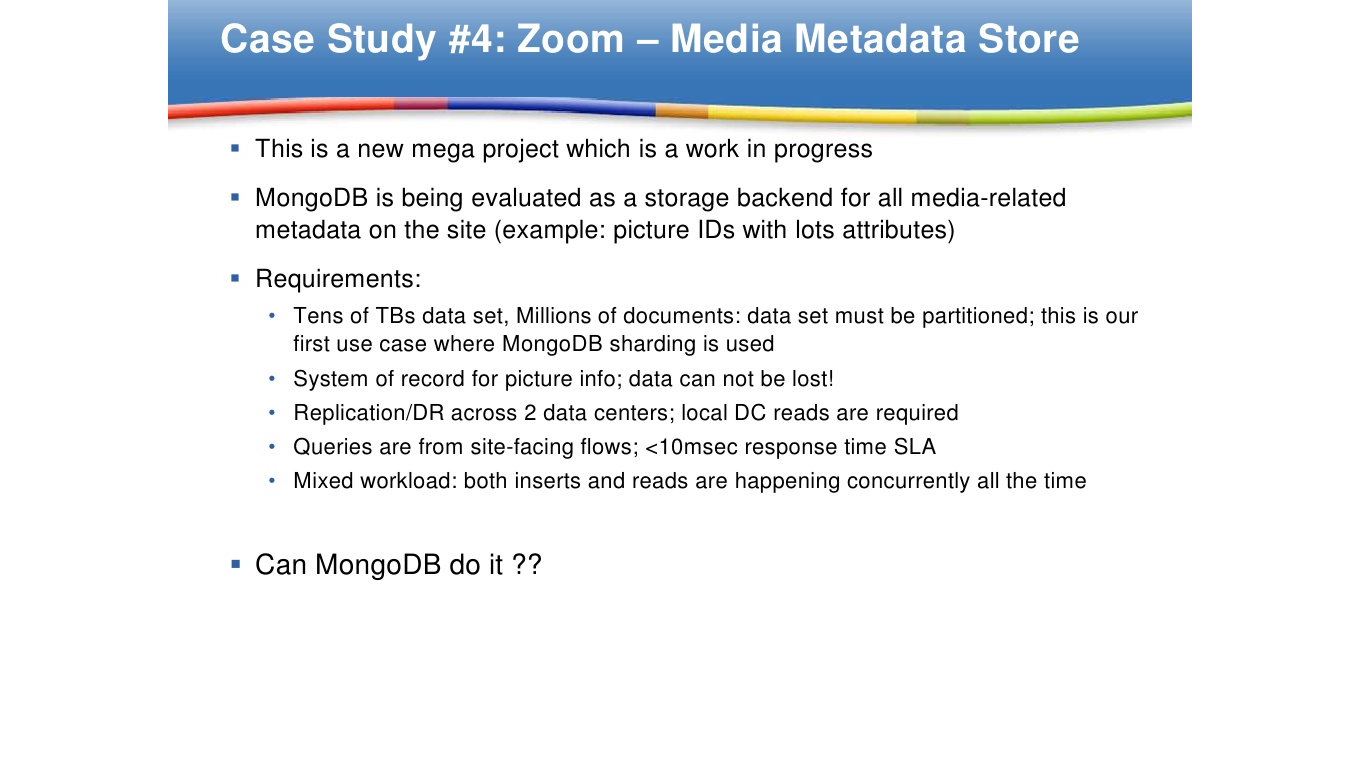 Case Study #4: Zoom – Media Metadata Store
▪ This is a new mega project which is a work in progress
▪ MongoDB is being evaluated as a storage backend for all media-related
metadata on the site (example: picture IDs with lots attributes)
▪ Requirements:
• Tens of TBs data set, Millions of documents: data set must be partitioned; this is our
first use case where MongoDB sharding is used
• System of record for picture info; data can not be lost!
• Replication/DR across 2 data centers; local DC reads are required
• Queries are from site-facing flows; <10msec response time SLA
• Mixed workload: both inserts and reads are happening concurrently all the time
▪ Can MongoDB do it ??